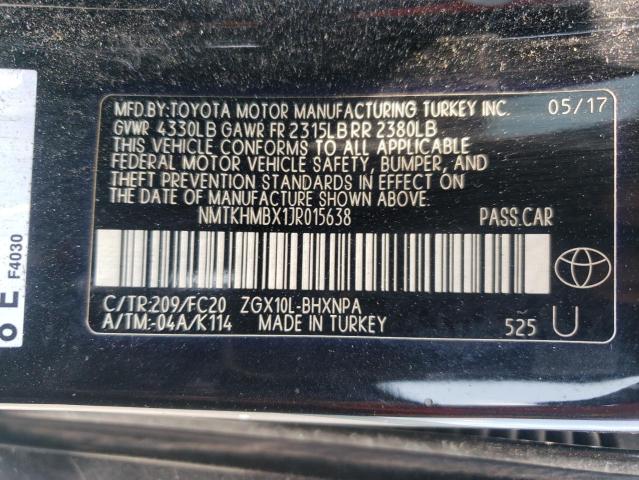 MFD.BY:TOYOTA MOTOR MANUFACTURING TURKEY INC. 05/17
GVWR 4330LB GAWR FR 2315LB RR 2380LB
THIS VEHICLE CONFORMS TO ALL APPLICABLE
FEDERAL MOTOR VEHICLE SAFETY, BUMPER, AND
THEFT PREVENTION STANDARDS IN EFFECT ON
THE DATE OF MANUFACTURE SHOWN ABOVE.
NMTKHMBX1JR015638 PASS.CAR
C/TR:209/FC20 ZGX10L-BHXNPA
A/TM:-04A/K114 MADE IN TURKEY 525 U
F4030